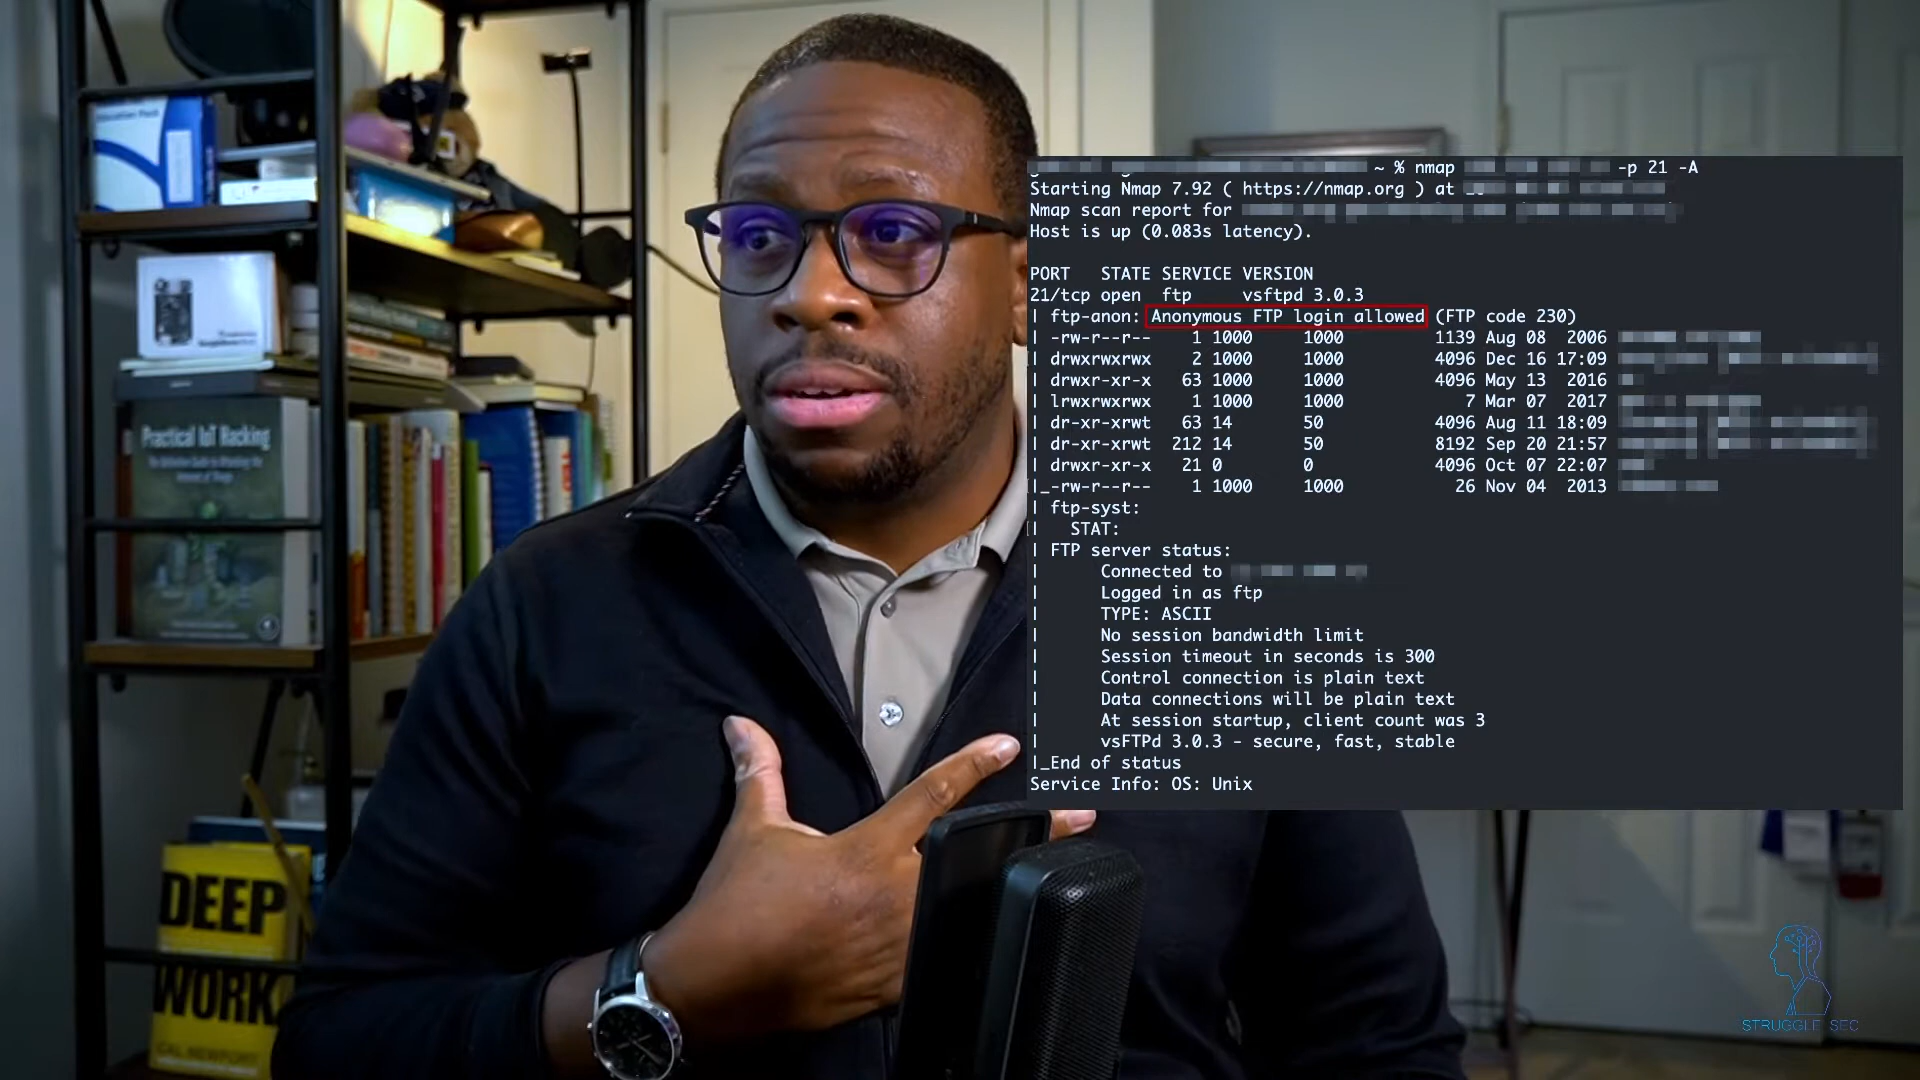 ~ % nmap -p 21 -A
Starting Nmap 7.92 ( https://nmap.org ) at
Nmap scan report for
Host is up (0.083s latency).
PORT STATE SERVICE VERSION
21/tcp open ftp vsftpd 3.0.3
| ftp-anon: Anonymous FTP login allowed (FTP code 230)
| -rw-r--r-- 1 1000 1000 1139 Aug 08 2006
| drwxrwxrwx 2 1000 1000 4096 Dec 16 17:09
| drwxr-xr-x 63 1000 1000 4096 May 13 2016
| lrwxrwxrwx 1 1000 1000 7 Mar 07 2017
| dr-xr-xrwt 63 14 50 4096 Aug 11 18:09
| dr-xr-xrwt 212 14 50 8192 Sep 20 21:57
| drwxr-xr-x 21 0 0 4096 Oct 07 22:07
|_-rw-r--r-- 1 1000 1000 26 Nov 04 2013
| ftp-syst:
| STAT:
| FTP server status:
| Connected to
| Logged in as ftp
| TYPE: ASCII
| No session bandwidth limit
| Session timeout in seconds is 300
| Control connection is plain text
| Data connections will be plain text
| At session startup, client count was 3
| vsFTPd 3.0.3 - secure, fast, stable
|_End of status
Service Info: OS: Unix
Practical IoT Hacking
DEEP
WORK
CAL NEWPORT
STRUGGLE SEC